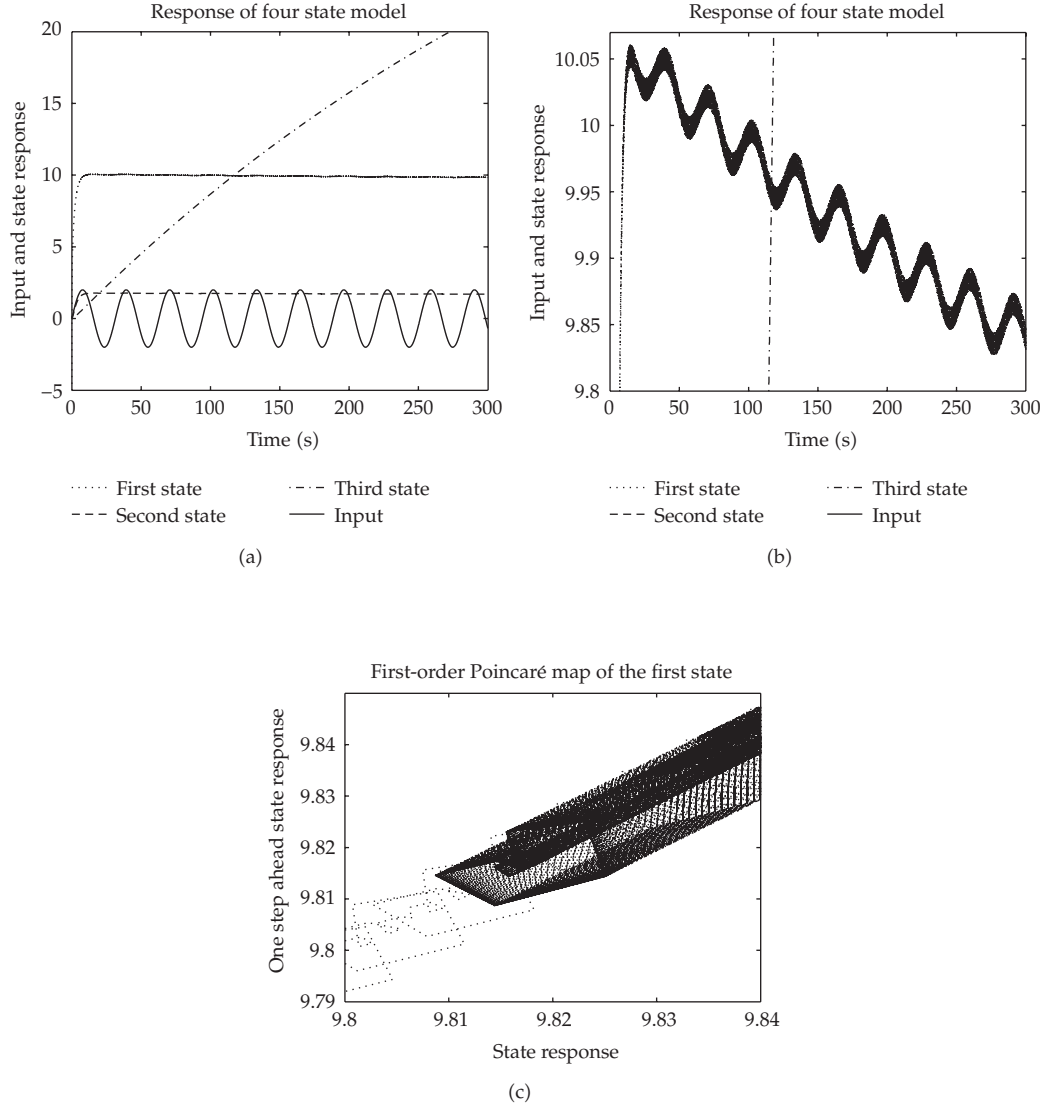 Response of four state model
20
15
10
5
0
−5
Input and state response
0 50 100 150 200 250 300
Time (s)
First state
Second state
Third state
Input
(a)
Response of four state model
10.05
10
9.95
9.9
9.85
9.8
Input and state response
0 50 100 150 200 250 300
Time (s)
First state
Second state
Third state
Input
(b)
First-order Poincaré map of the first state
9.84
9.83
9.82
9.81
9.8
9.79
One step ahead state response
9.8 9.81 9.82 9.83 9.84
State response
(c)